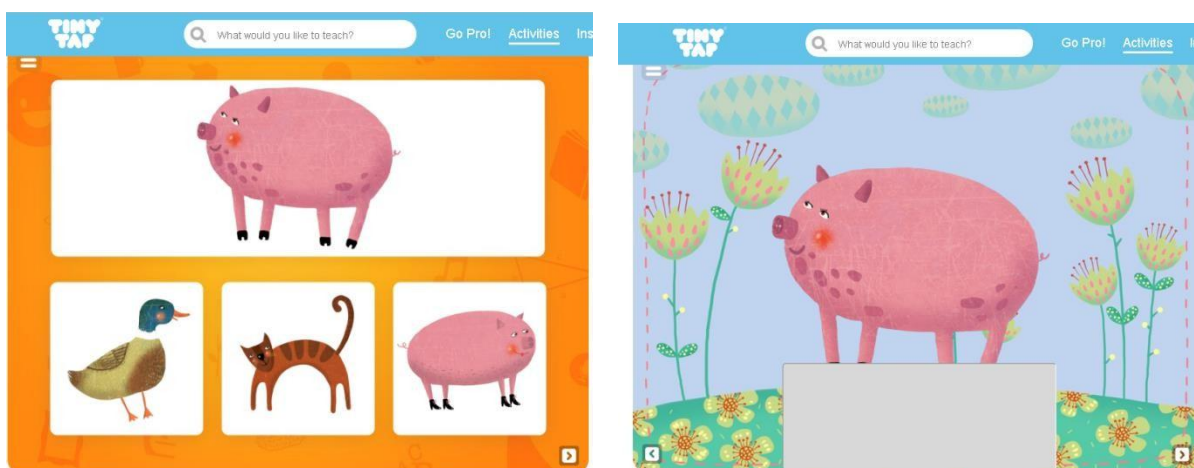 TINY TAP
What would you like to teach?
Go Pro!
Activities
Ins
TINY TAP
What would you like to teach?
Go Pro!
Activities